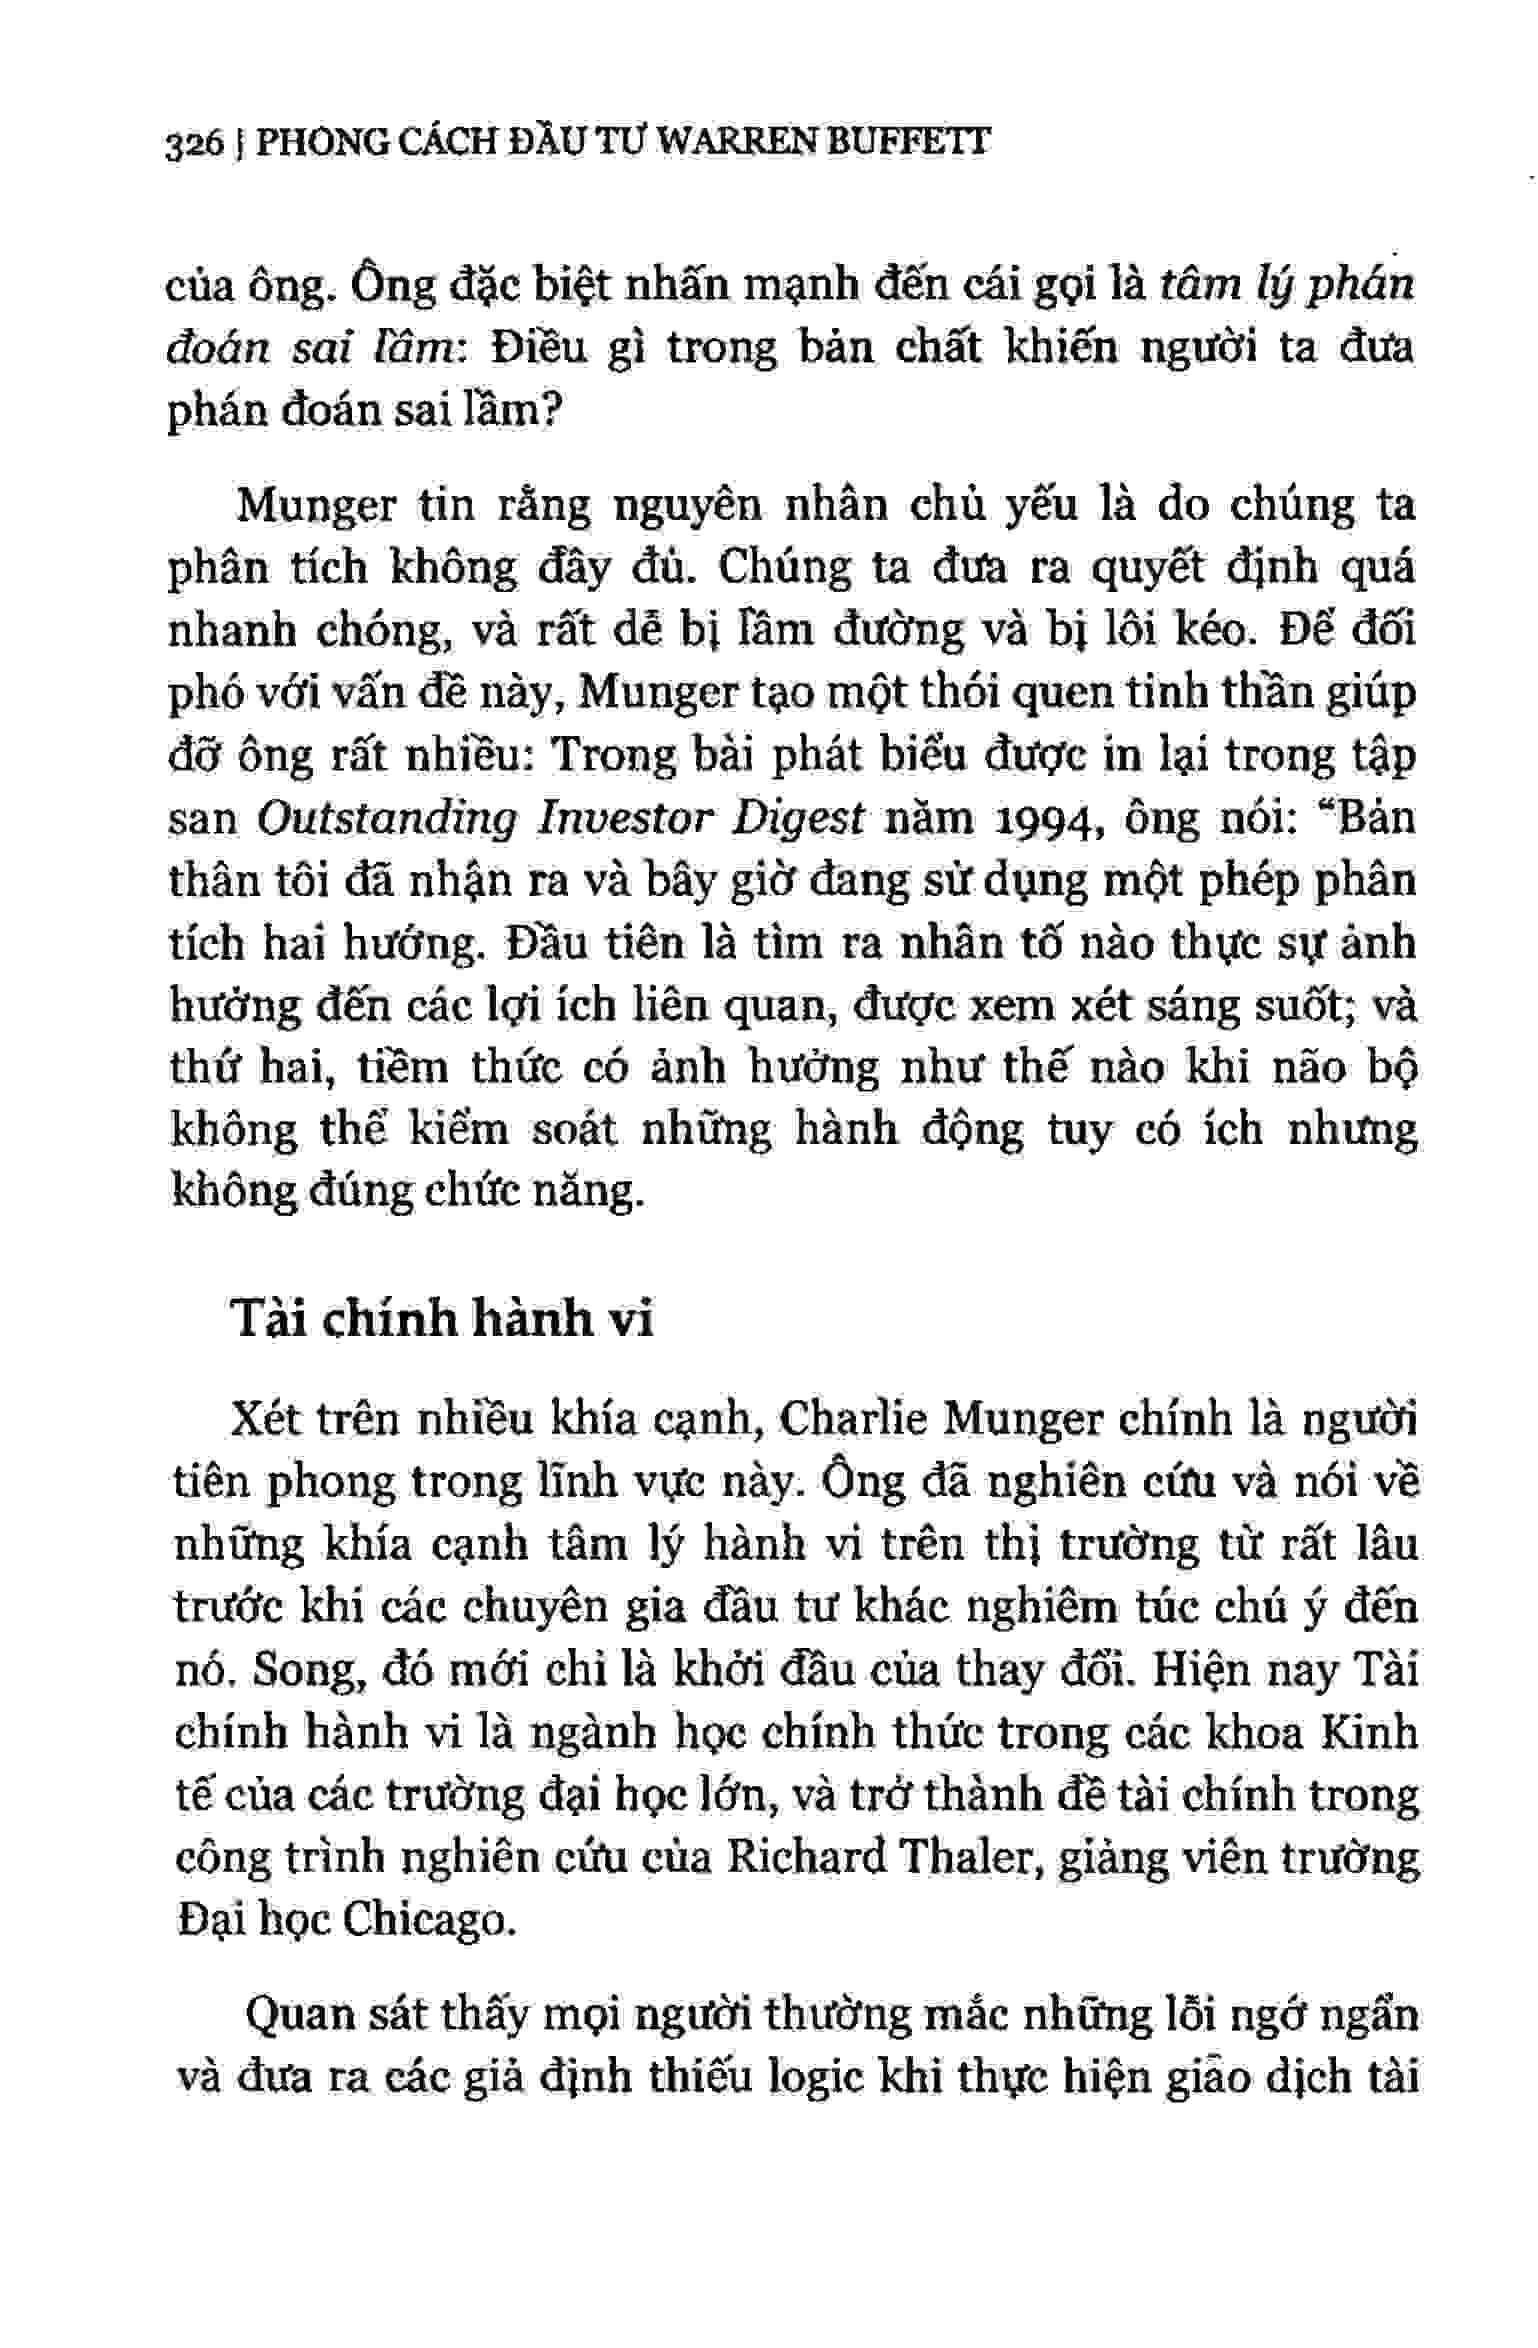 326 | PHONG CÁCH ĐẦU TƯ WARREN BUFFETT
của ông. Ông đặc biệt nhấn mạnh đến cái gọi là tâm lý phán
đoán sai lầm: Điều gì trong bản chất khiến người ta đưa
phán đoán sai lầm?
Munger tin rằng nguyên nhân chủ yếu là do chúng ta
phân tích không đầy đủ. Chúng ta đưa ra quyết định quá
nhanh chóng, và rất dễ bị lầm đường và bị lôi kéo. Để đối
phó với vấn đề này, Munger tạo một thói quen tinh thần giúp
đỡ ông rất nhiều: Trong bài phát biểu được in lại trong tập
san Outstanding Investor Digest năm 1994, ông nói: “Bản
thân tôi đã nhận ra và bây giờ đang sử dụng một phép phân
tích hai hướng. Đầu tiên là tìm ra nhân tố nào thực sự ảnh
hưởng đến các lợi ích liên quan, được xem xét sáng suốt; và
thứ hai, tiềm thức có ảnh hưởng như thế nào khi não bộ
không thể kiểm soát những hành động tuy có ích nhưng
không đúng chức năng.
Tài chính hành vi
Xét trên nhiều khía cạnh, Charlie Munger chính là người
tiên phong trong lĩnh vực này. Ông đã nghiên cứu và nói về
những khía cạnh tâm lý hành vi trên thị trường từ rất lâu
trước khi các chuyên gia đầu tư khác nghiêm túc chú ý đến
nó. Song, đó mới chỉ là khởi đầu của thay đổi. Hiện nay Tài
chính hành vi là ngành học chính thức trong các khoa Kinh
tế của các trường đại học lớn, và trở thành đề tài chính trong
công trình nghiên cứu của Richard Thaler, giảng viên trường
Đại học Chicago.
Quan sát thấy mọi người thường mắc những lỗi ngớ ngẩn
và đưa ra các giả định thiếu logic khi thực hiện giao dịch tài